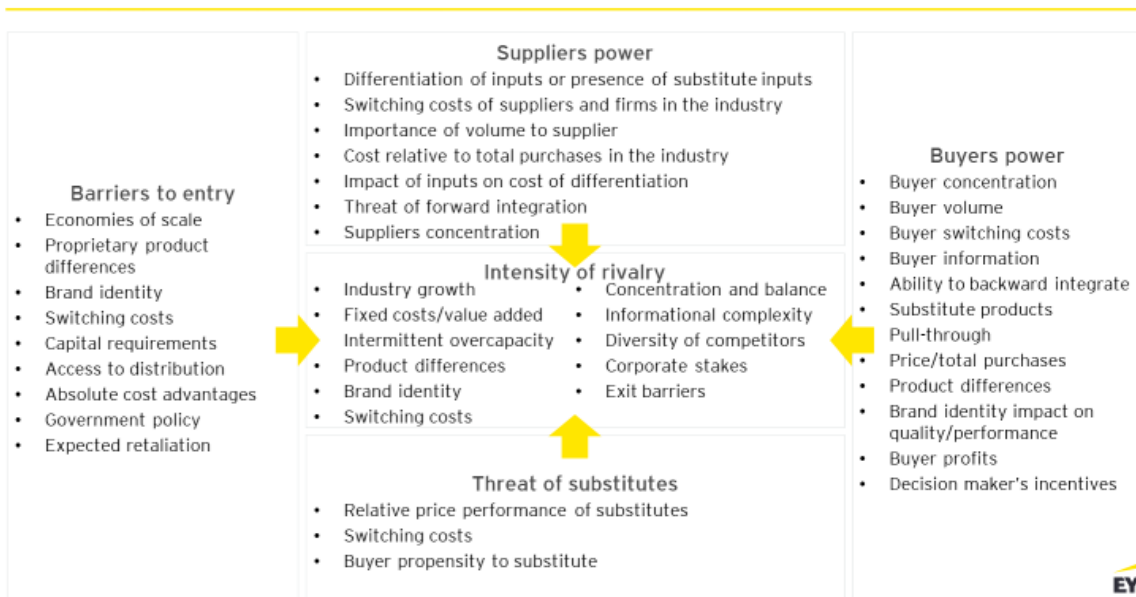 Suppliers power
• Differentiation of inputs or presence of substitute inputs
• Switching costs of suppliers and firms in the industry
• Importance of volume to supplier
• Cost relative to total purchases in the industry
• Impact of inputs on cost of differentiation
• Threat of forward integration
• Suppliers concentration
Barriers to entry
• Economies of scale
• Proprietary product
differences
• Brand identity
• Switching costs
• Capital requirements
• Access to distribution
• Absolute cost advantages
• Government policy
• Expected retaliation
Intensity of rivalry
• Industry growth
• Fixed costs/value added
• Intermittent overcapacity
• Product differences
• Brand identity
• Switching costs
• Concentration and balance
• Informational complexity
• Diversity of competitors
• Corporate stakes
• Exit barriers
Buyers power
• Buyer concentration
• Buyer volume
• Buyer switching costs
• Buyer information
• Ability to backward integrate
• Substitute products
• Pull-through
• Price/total purchases
• Product differences
• Brand identity impact on
quality/performance
• Buyer profits
• Decision maker's incentives
Threat of substitutes
• Relative price performance of substitutes
• Switching costs
• Buyer propensity to substitute
EY